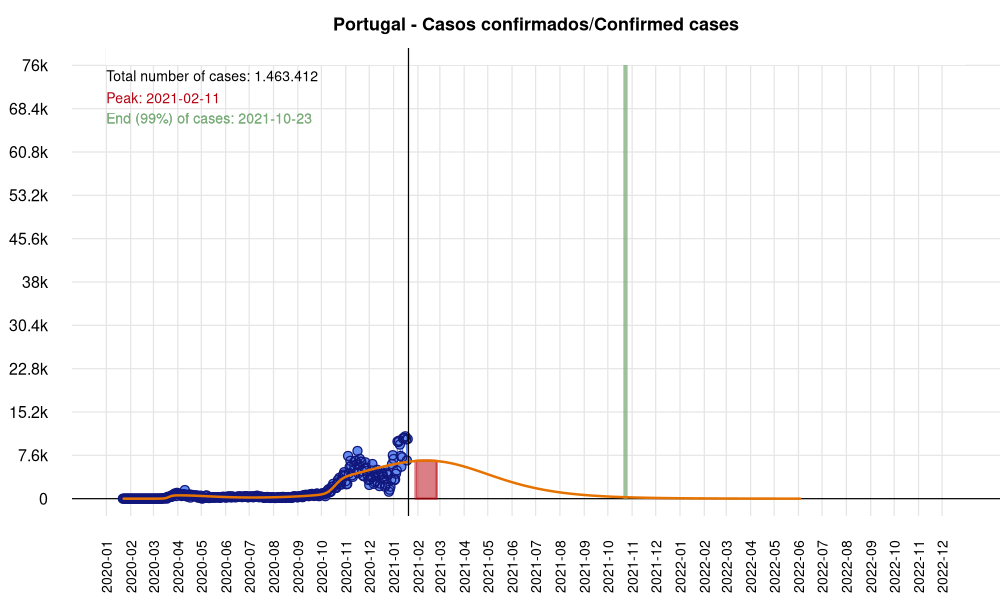 Portugal - Casos confirmados/Confirmed cases
Total number of cases: 1.463.412
Peak: 2021-02-11
End (99%) of cases: 2021-10-23
76k
68.4k
60.8k
53.2k
45.6k
38k
30.4k
22.8k
15.2k
7.6k
0
2020-01
2020-02
2020-03
2020-04
2020-05
2020-06
2020-07
2020-08
2020-09
2020-10
2020-11
2020-12
2021-01
2021-02
2021-03
2021-04
2021-05
2021-06
2021-07
2021-08
2021-09
2021-10
2021-11
2021-12
2022-01
2022-02
2022-03
2022-04
2022-05
2022-06
2022-07
2022-08
2022-09
2022-10
2022-11
2022-12